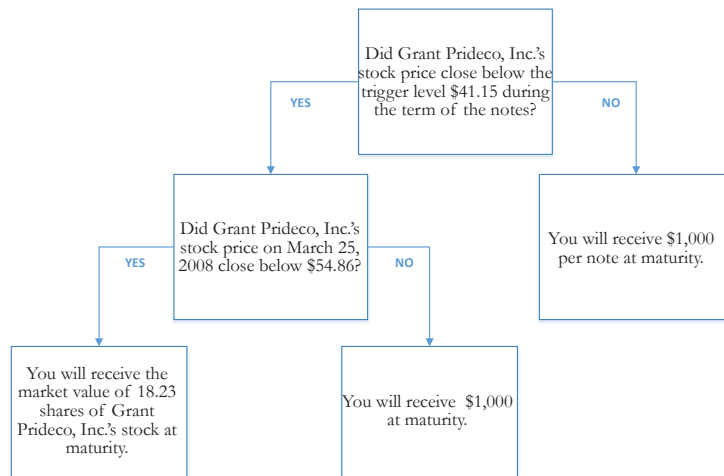 Did Grant Prideco, Inc.'s
stock price close below the
trigger level $41.15 during
the term of the notes?
YES
NO
Did Grant Prideco, Inc.'s
stock price on March 25,
2008 close below $54.86?
You will receive $1,000
per note at maturity.
YES
NO
You will receive the
market value of 18.23
shares of Grant
Prideco, Inc.'s stock at
maturity.
You will receive $1,000
at maturity.